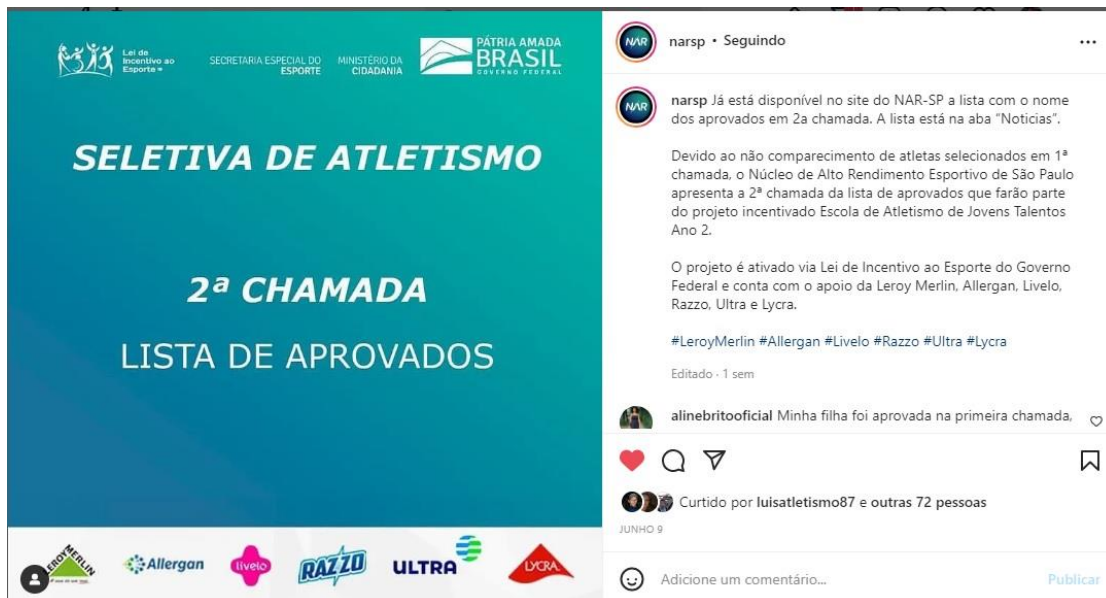 Lei de
Incentivo ao
Esporte
SECRETARIA ESPECIAL DO
ESPORTE
MINISTÉRIO DA
CIDADANIA
PÁTRIA AMADA
BRASIL
GOVERNO FEDERAL
SELETIVA DE ATLETISMO
2ª CHAMADA
LISTA DE APROVADOS
LEROY MERLIN
Allergan
livelo
RAZZO
ULTRA
LYCRA
NAR
narsp • Seguindo
NAR
narsp Já está disponível no site do NAR-SP a lista com o nome
dos aprovados em 2a chamada. A lista está na aba "Noticias".
Devido ao não comparecimento de atletas selecionados em 1ª
chamada, o Núcleo de Alto Rendimento Esportivo de São Paulo
apresenta a 2ª chamada da lista de aprovados que farão parte
do projeto incentivado Escola de Atletismo de Jovens Talentos
Ano 2.
O projeto é ativado via Lei de Incentivo ao Esporte do Governo
Federal e conta com o apoio da Leroy Merlin, Allergan, Livelo,
Razzo, Ultra e Lycra.
#LeroyMerlin #Allergan #Livelo #Razzo #Ultra #Lycra
Editado · 1 sem
alinebritooficial Minha filha foi aprovada na primeira chamada,
Curtido por luisatletismo87 e outras 72 pessoas
JUNHO 9
Adicione um comentário...
Publicar